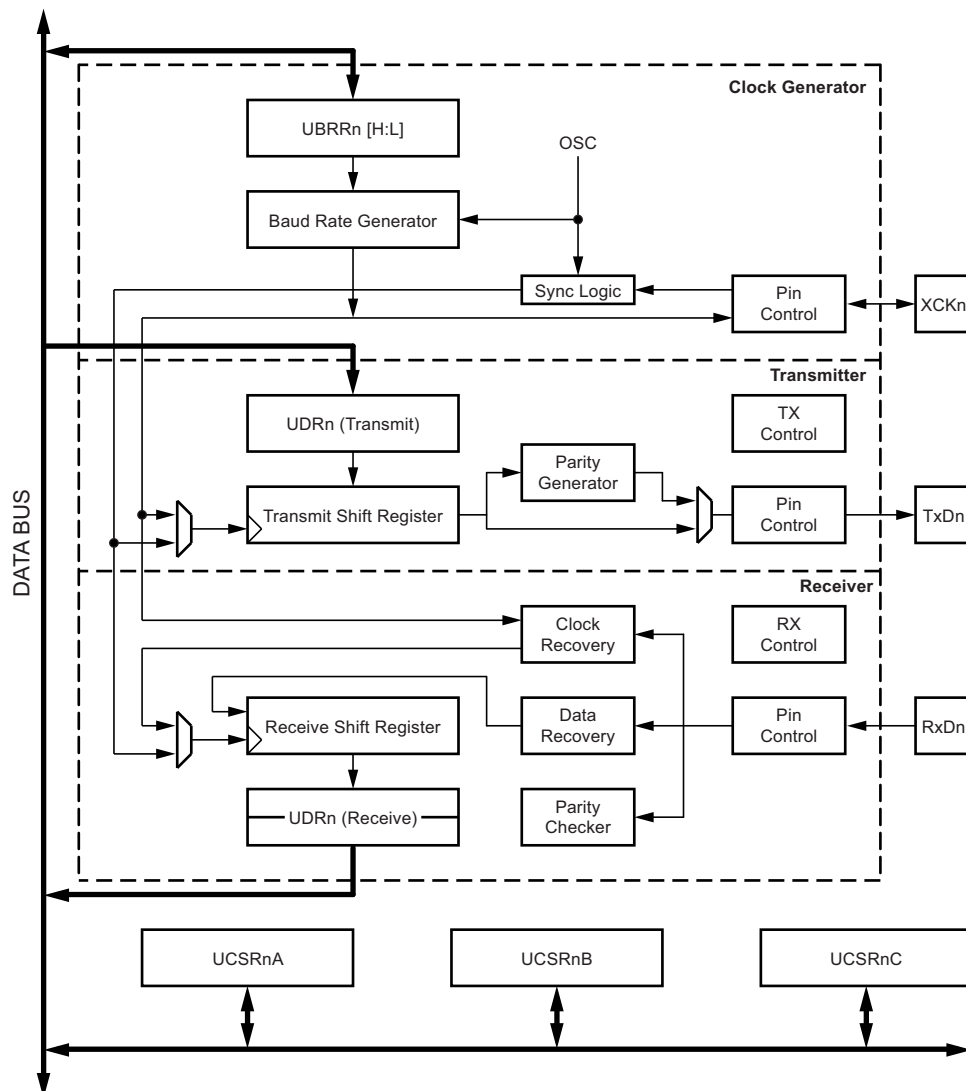 Clock Generator
UBRRn [H:L]
OSC
Baud Rate Generator
Sync Logic
Pin
Control
XCKn
Transmitter
UDRn (Transmit)
TX
Control
Parity
Generator
Transmit Shift Register
Pin
Control
TxDn
DATA BUS
Receiver
Clock
Recovery
RX
Control
Receive Shift Register
Data
Recovery
Pin
Control
RxDn
UDRn (Receive)
Parity
Checker
UCSRnA
UCSRnB
UCSRnC